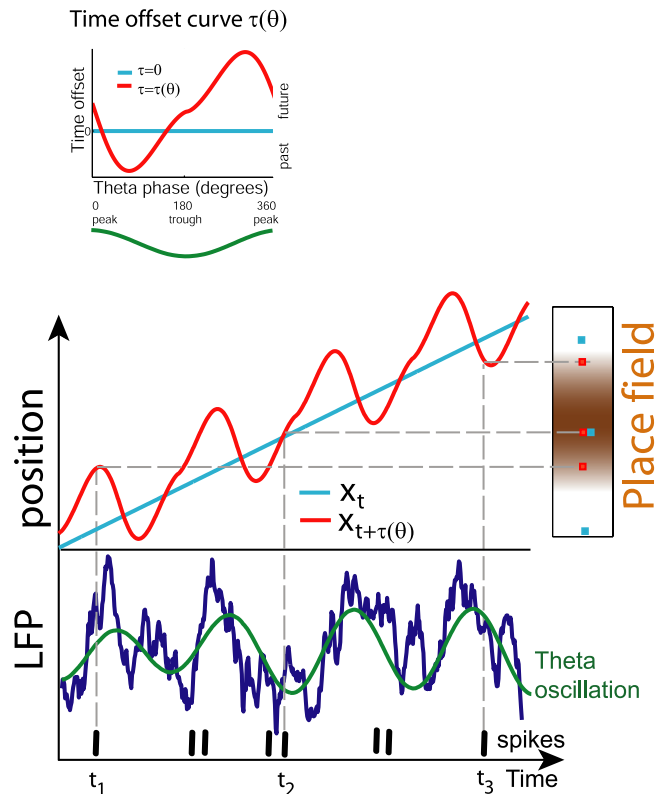 Time offset curve τ(θ)
τ=0
τ=τ(θ)
Time offset
0
future
past
Theta phase (degrees)
0 180 360
peak trough peak
position
Place field
x_t
x_{t+τ(θ)}
LFP
Theta
oscillation
spikes
t_1 t_2 t_3 Time